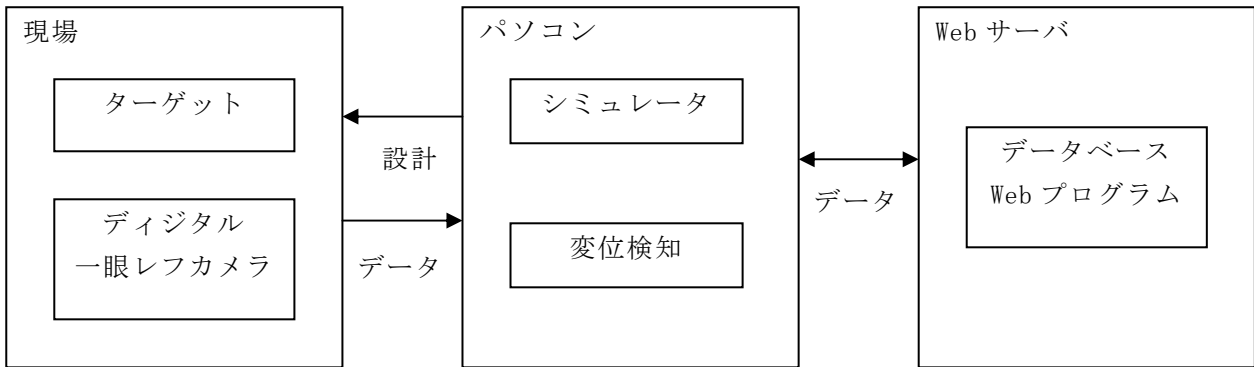 現場
ターゲット
ディジタル
一眼レフカメラ
設計
データ
パソコン
シミュレータ
変位検知
データ
Web サーバ
データベース
Web プログラム